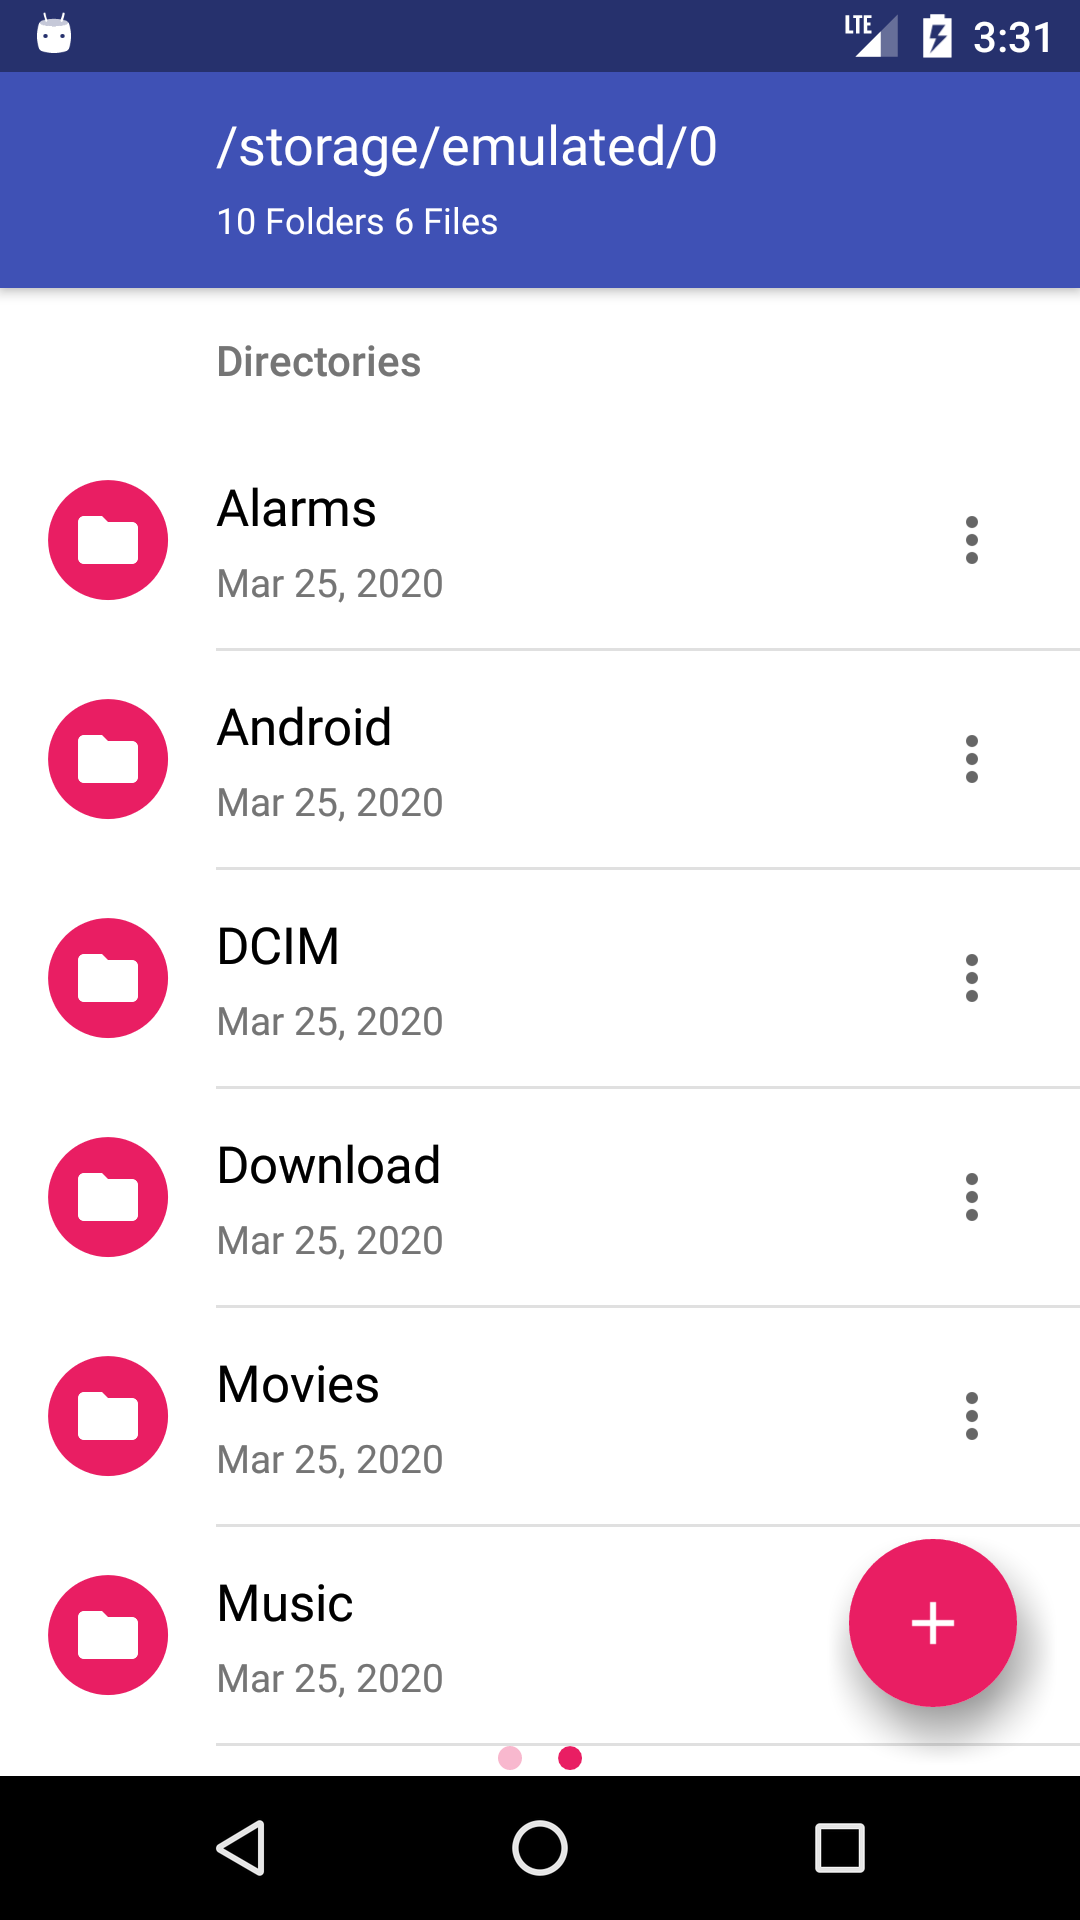 LTE 3:31
/storage/emulated/0
10 Folders 6 Files
Directories
Alarms
Mar 25, 2020
Android
Mar 25, 2020
DCIM
Mar 25, 2020
Download
Mar 25, 2020
Movies
Mar 25, 2020
Music
Mar 25, 2020